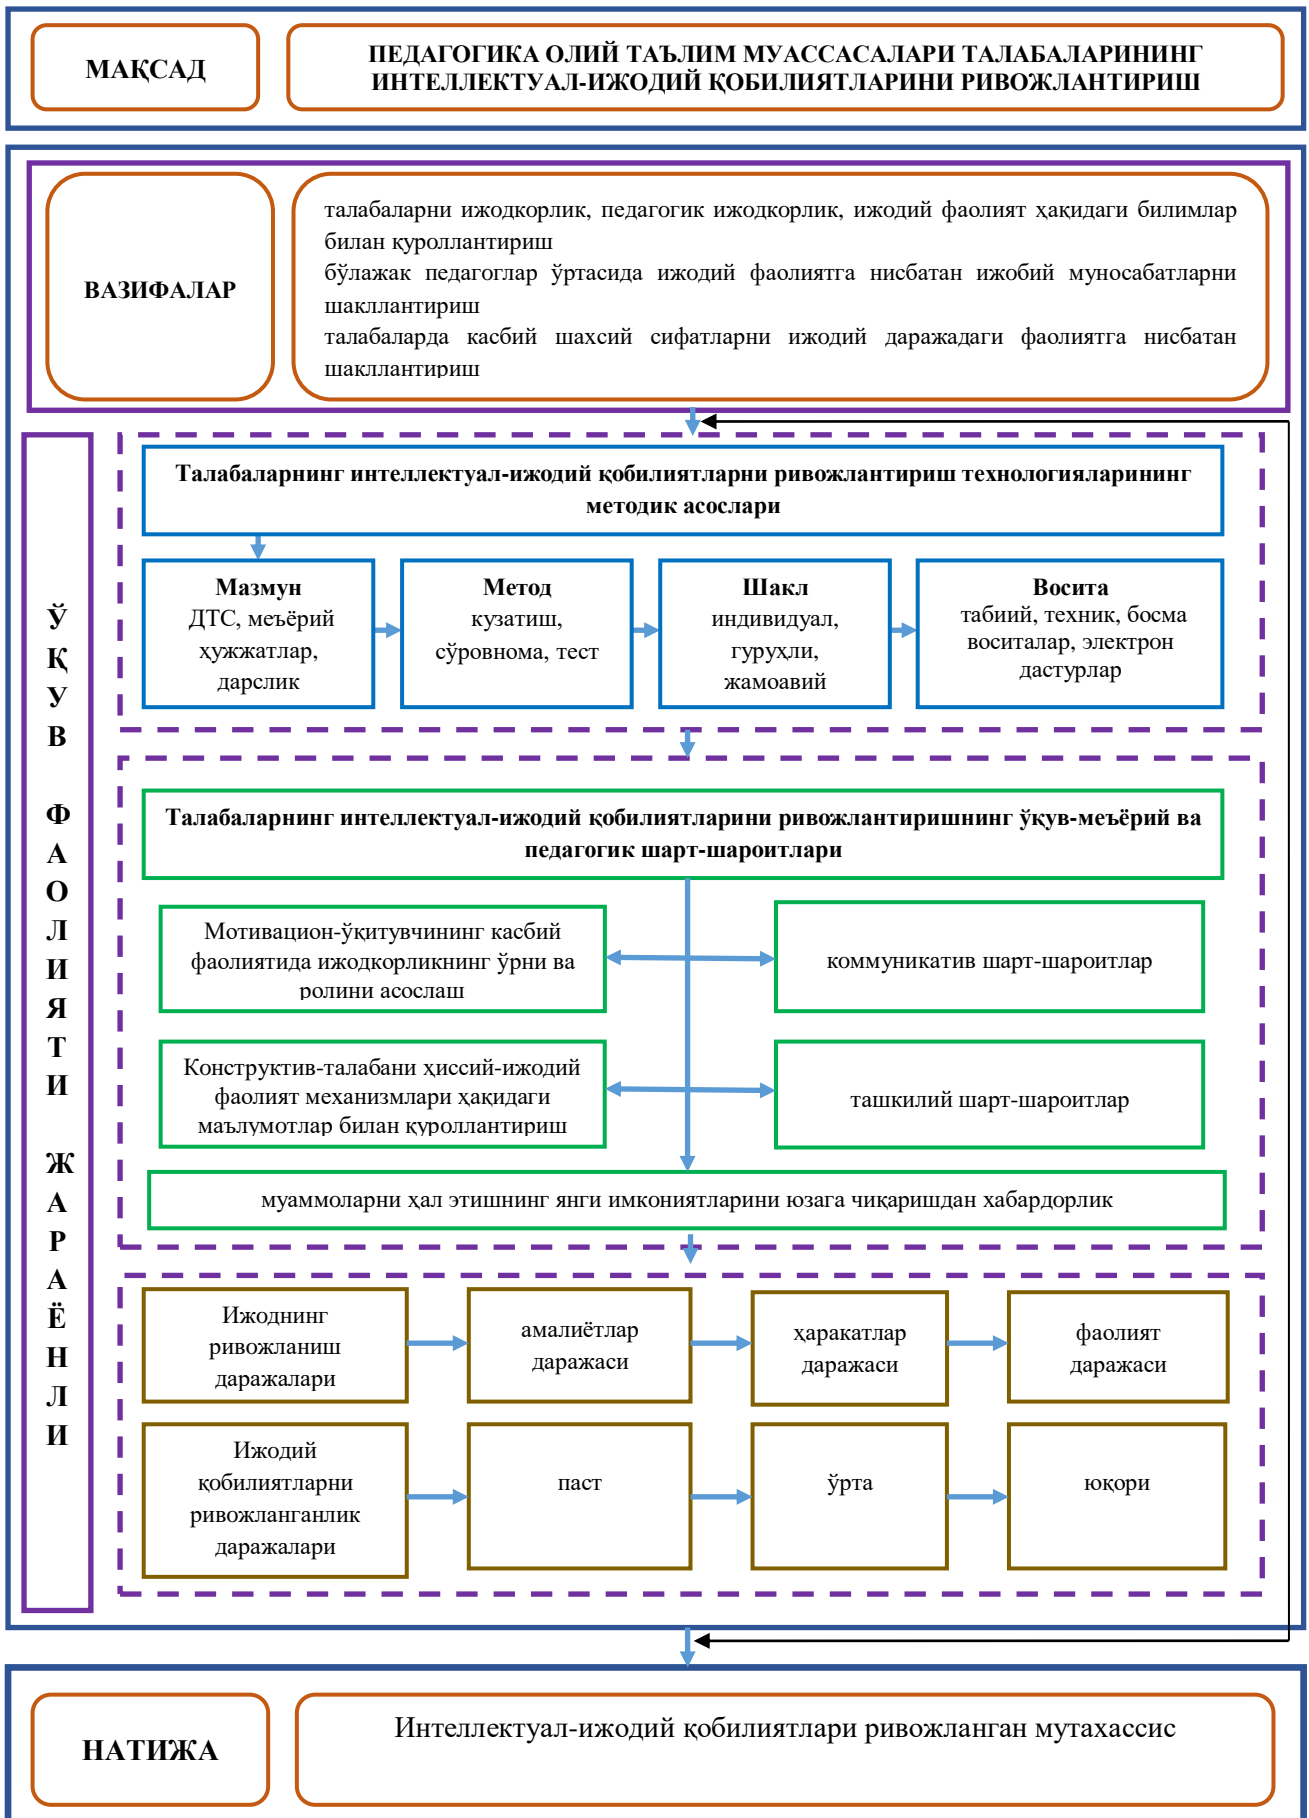 МАҚСАД
ПЕДАГОГИКА ОЛИЙ ТАЪЛИМ МУАССАСАЛАРИ ТАЛАБАЛАРИНИНГ
ИНТЕЛЛЕКТУАЛ-ИЖОДИЙ ҚОБИЛИЯТЛАРИНИ РИВОЖЛАНТИРИШ
ВАЗИФАЛАР
талабаларни ижодкорлик, педагогик ижодкорлик, ижодий фаолият ҳақидаги билимлар
билан қуроллантириш
бўлажак педагоглар ўртасида ижодий фаолиятга нисбатан ижобий муносабатларни
шакллантириш
талабаларда касбий шахсий сифатларни ижодий даражадаги фаолиятга нисбатан
шакллантириш
ЎҚУВ ФАОЛИЯТИ ЖАРАЁНЛИ
Талабаларнинг интеллектуал-ижодий қобилиятларни ривожлантириш технологияларининг
методик асослари
Мазмун
ДТС, меъёрий
ҳужжатлар,
дарслик
Метод
кузатиш,
сўровнома, тест
Шакл
индивидуал,
гуруҳли,
жамоавий
Восита
табиий, техник, босма
воситалар, электрон
дастурлар
Талабаларнинг интеллектуал-ижодий қобилиятларини ривожлантиришнинг ўқув-меъёрий ва
педагогик шарт-шароитлари
Мотивацион-ўқитувчининг касбий
фаолиятида ижодкорликнинг ўрни ва
ролини асослаш
коммуникатив шарт-шароитлар
Конструктив-талабани ҳиссий-ижодий
фаолият механизмлари ҳақидаги
маълумотлар билан қуроллантириш
ташкилий шарт-шароитлар
муаммоларни ҳал этишнинг янги имкониятларини юзага чиқаришдан хабардорлик
Ижоднинг
ривожланиш
даражалари
амалиётлар
даражаси
ҳаракатлар
даражаси
фаолият
даражаси
Ижодий
қобилиятларни
ривожланганлик
даражалари
паст
ўрта
юқори
НАТИЖА
Интеллектуал-ижодий қобилиятлари ривожланган мутахассис